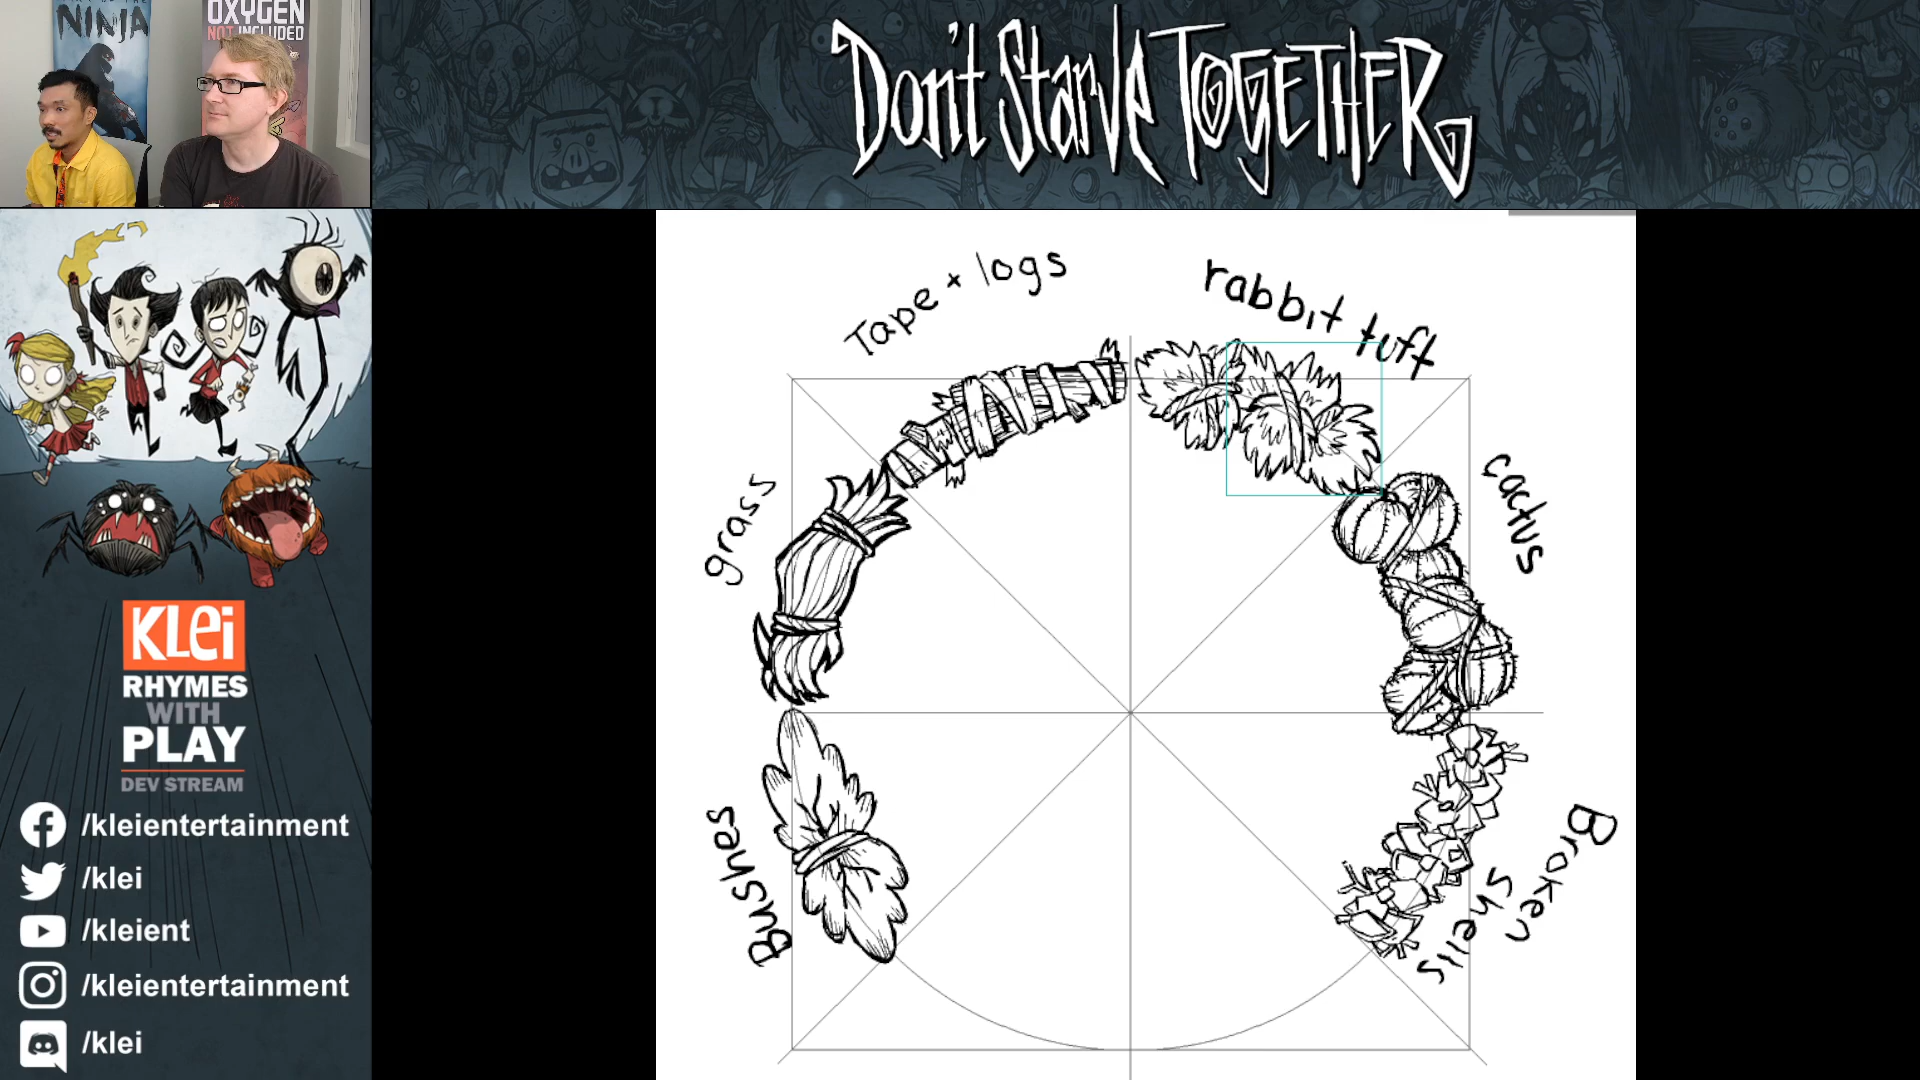 NINJA
OXYGEN
NOT INCLUDED
Don't Starve TOGETHER
Tape + logs
rabbit tuft
grass
cactus
Bushes
Broken
shells
KLei
RHYMES
WITH
PLAY
DEV STREAM
/kleientertainment
/klei
/kleient
/kleientertainment
/klei